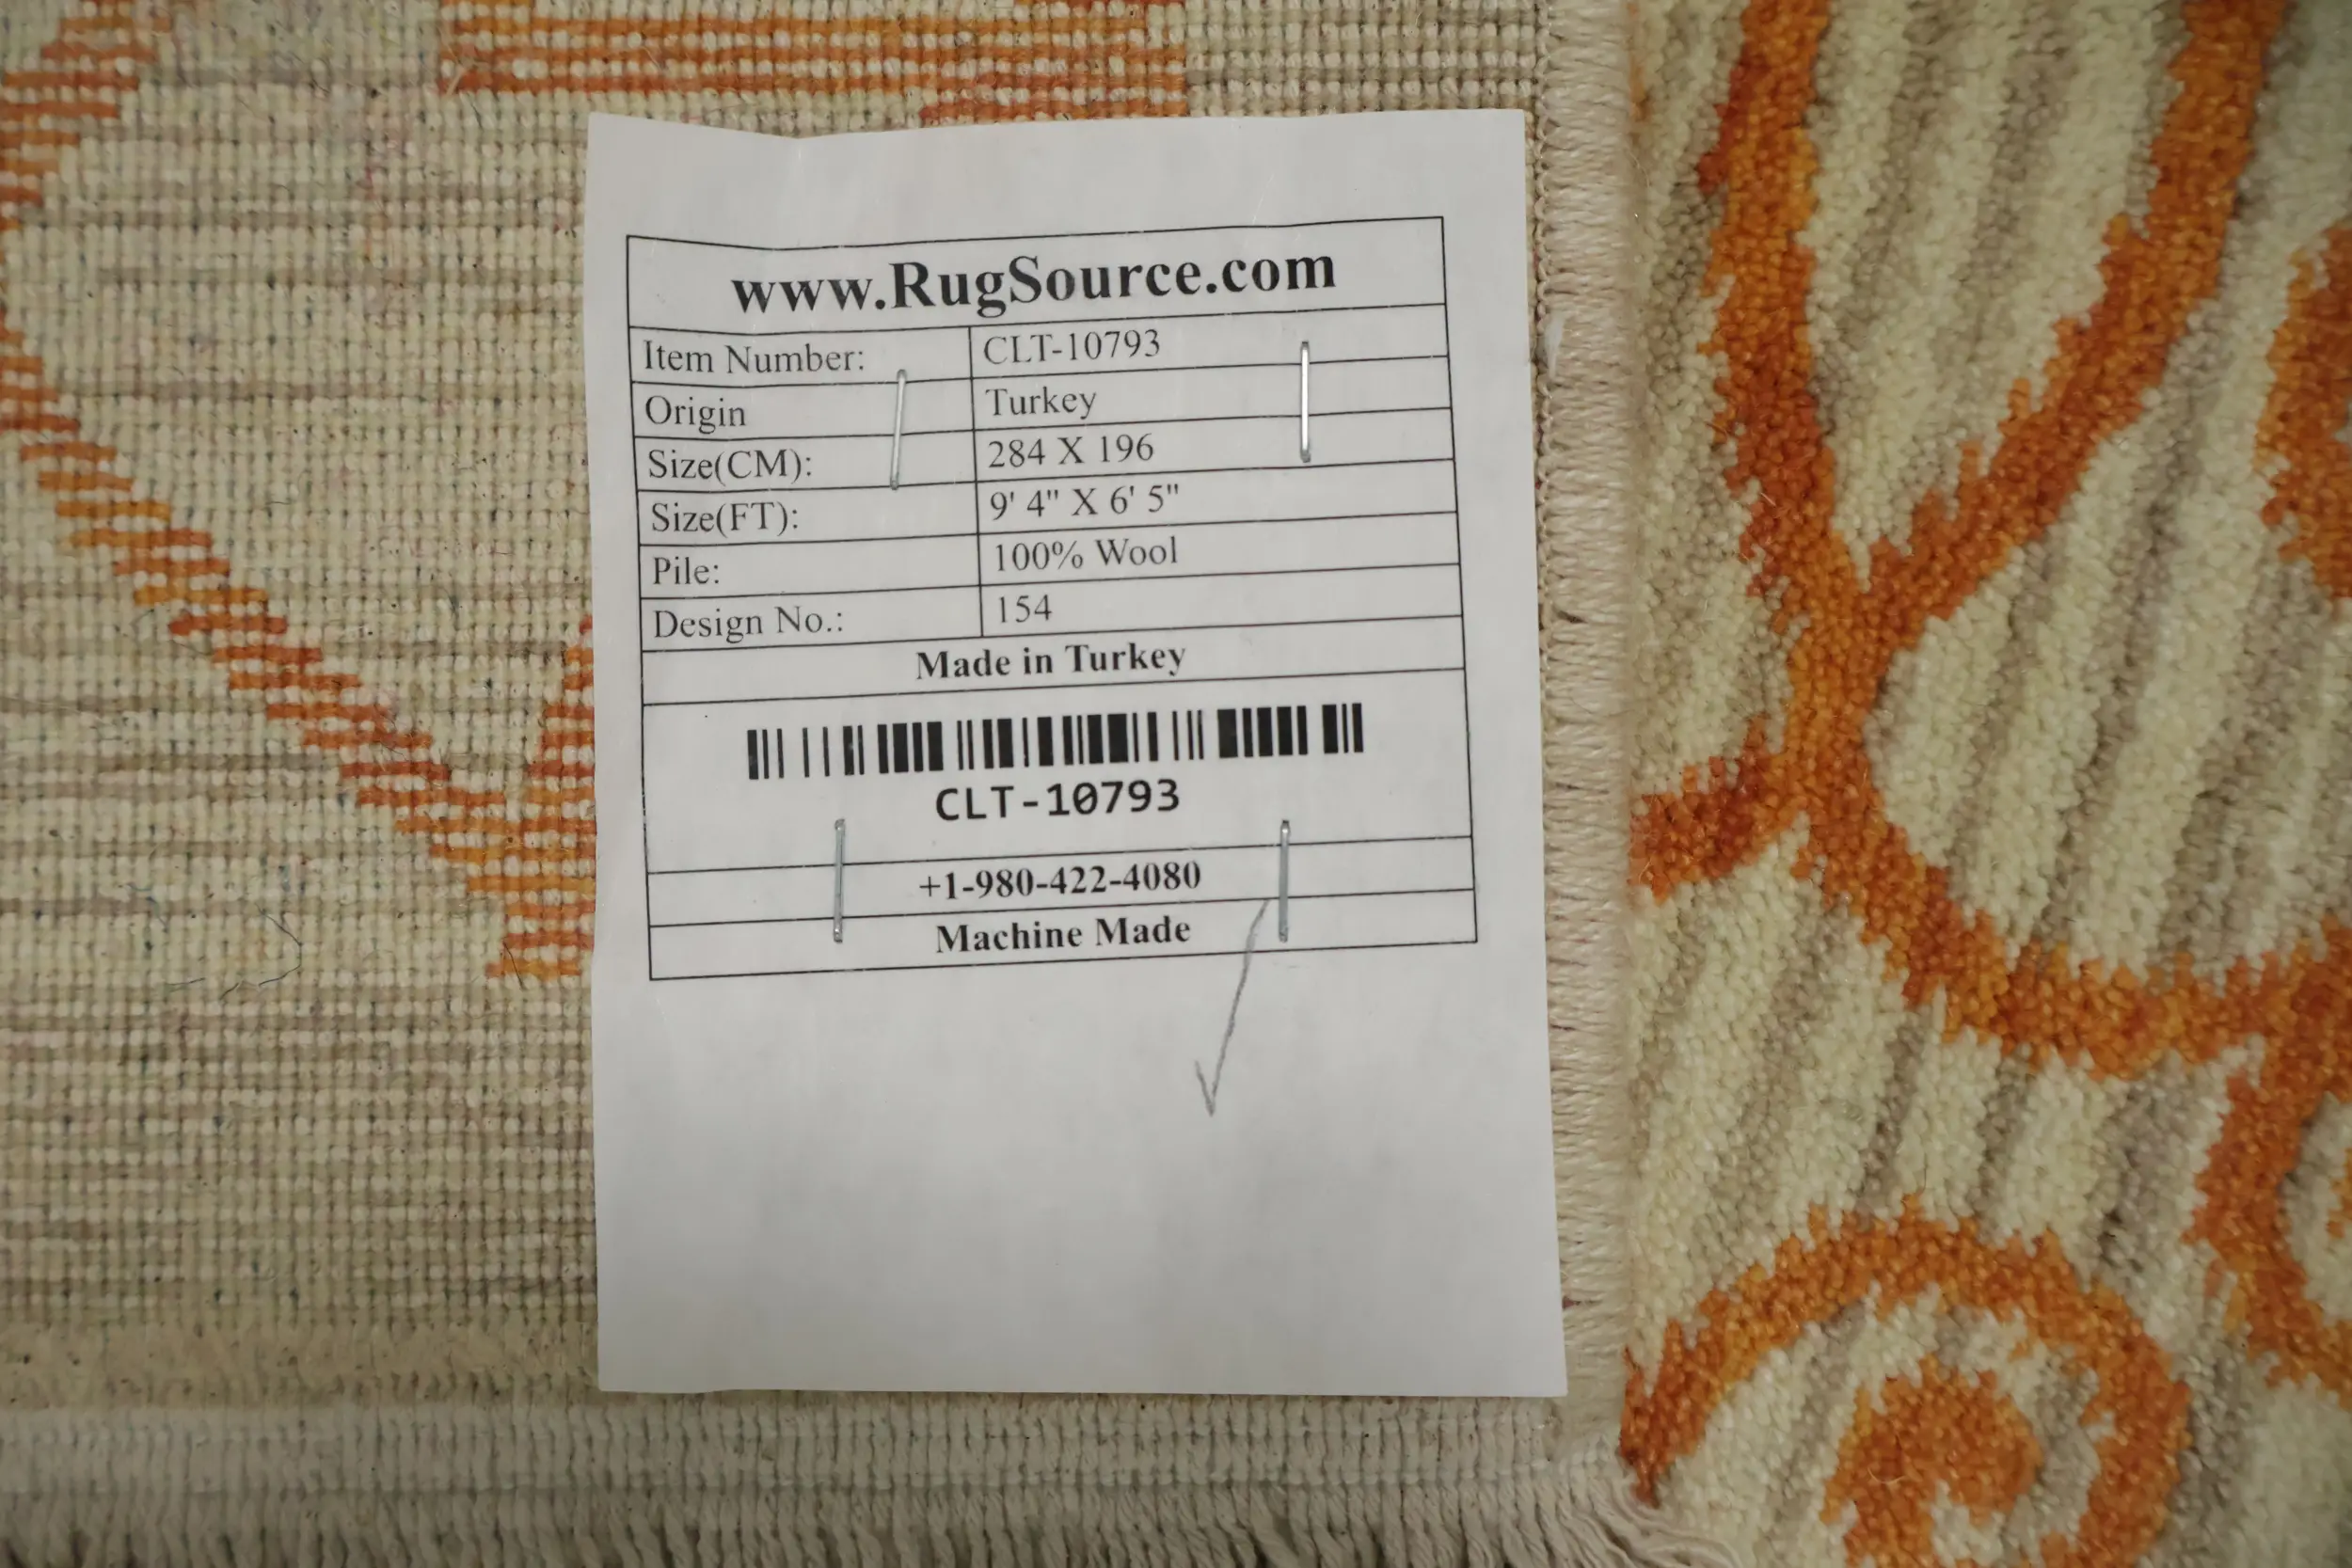 www.RugSource.com
Item Number: CLT-10793
Origin Turkey
Size(CM): 284 X 196
Size(FT): 9' 4" X 6' 5"
Pile: 100% Wool
Design No.: 154
Made in Turkey
CLT-10793
+1-980-422-4080
Machine Made